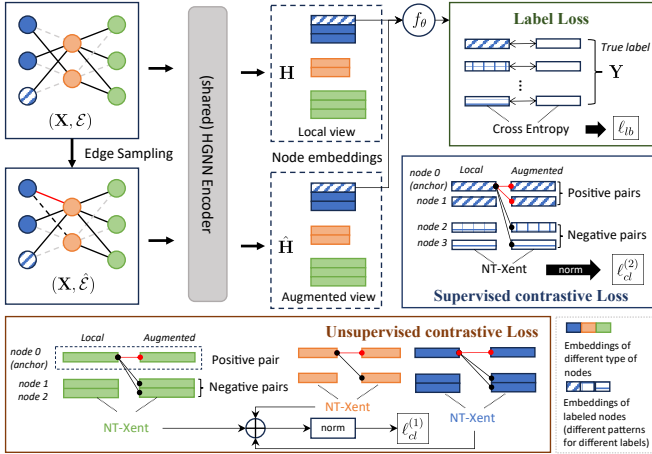 (X, ℰ)
Edge Sampling
(X, ℰ̂)
(shared) HGNN Encoder
H
Local view
Node embeddings
Ĥ
Augmented view
f_θ
Label Loss
True label
Y
⋮
Cross Entropy
ℓ_lb
Local Augmented
node 0
(anchor)
node 1
Positive pairs
node 2
node 3
Negative pairs
NT-Xent
norm
ℓ_cl^(2)
Supervised contrastive Loss
Unsupervised contrastive Loss
Local Augmented
node 0
(anchor)
Positive pair
node 1
node 2
Negative pairs
NT-Xent
NT-Xent
NT-Xent
norm
ℓ_cl^(1)
Embeddings of
different type of
nodes
Embeddings of
labeled nodes
(different patterns
for different labels)